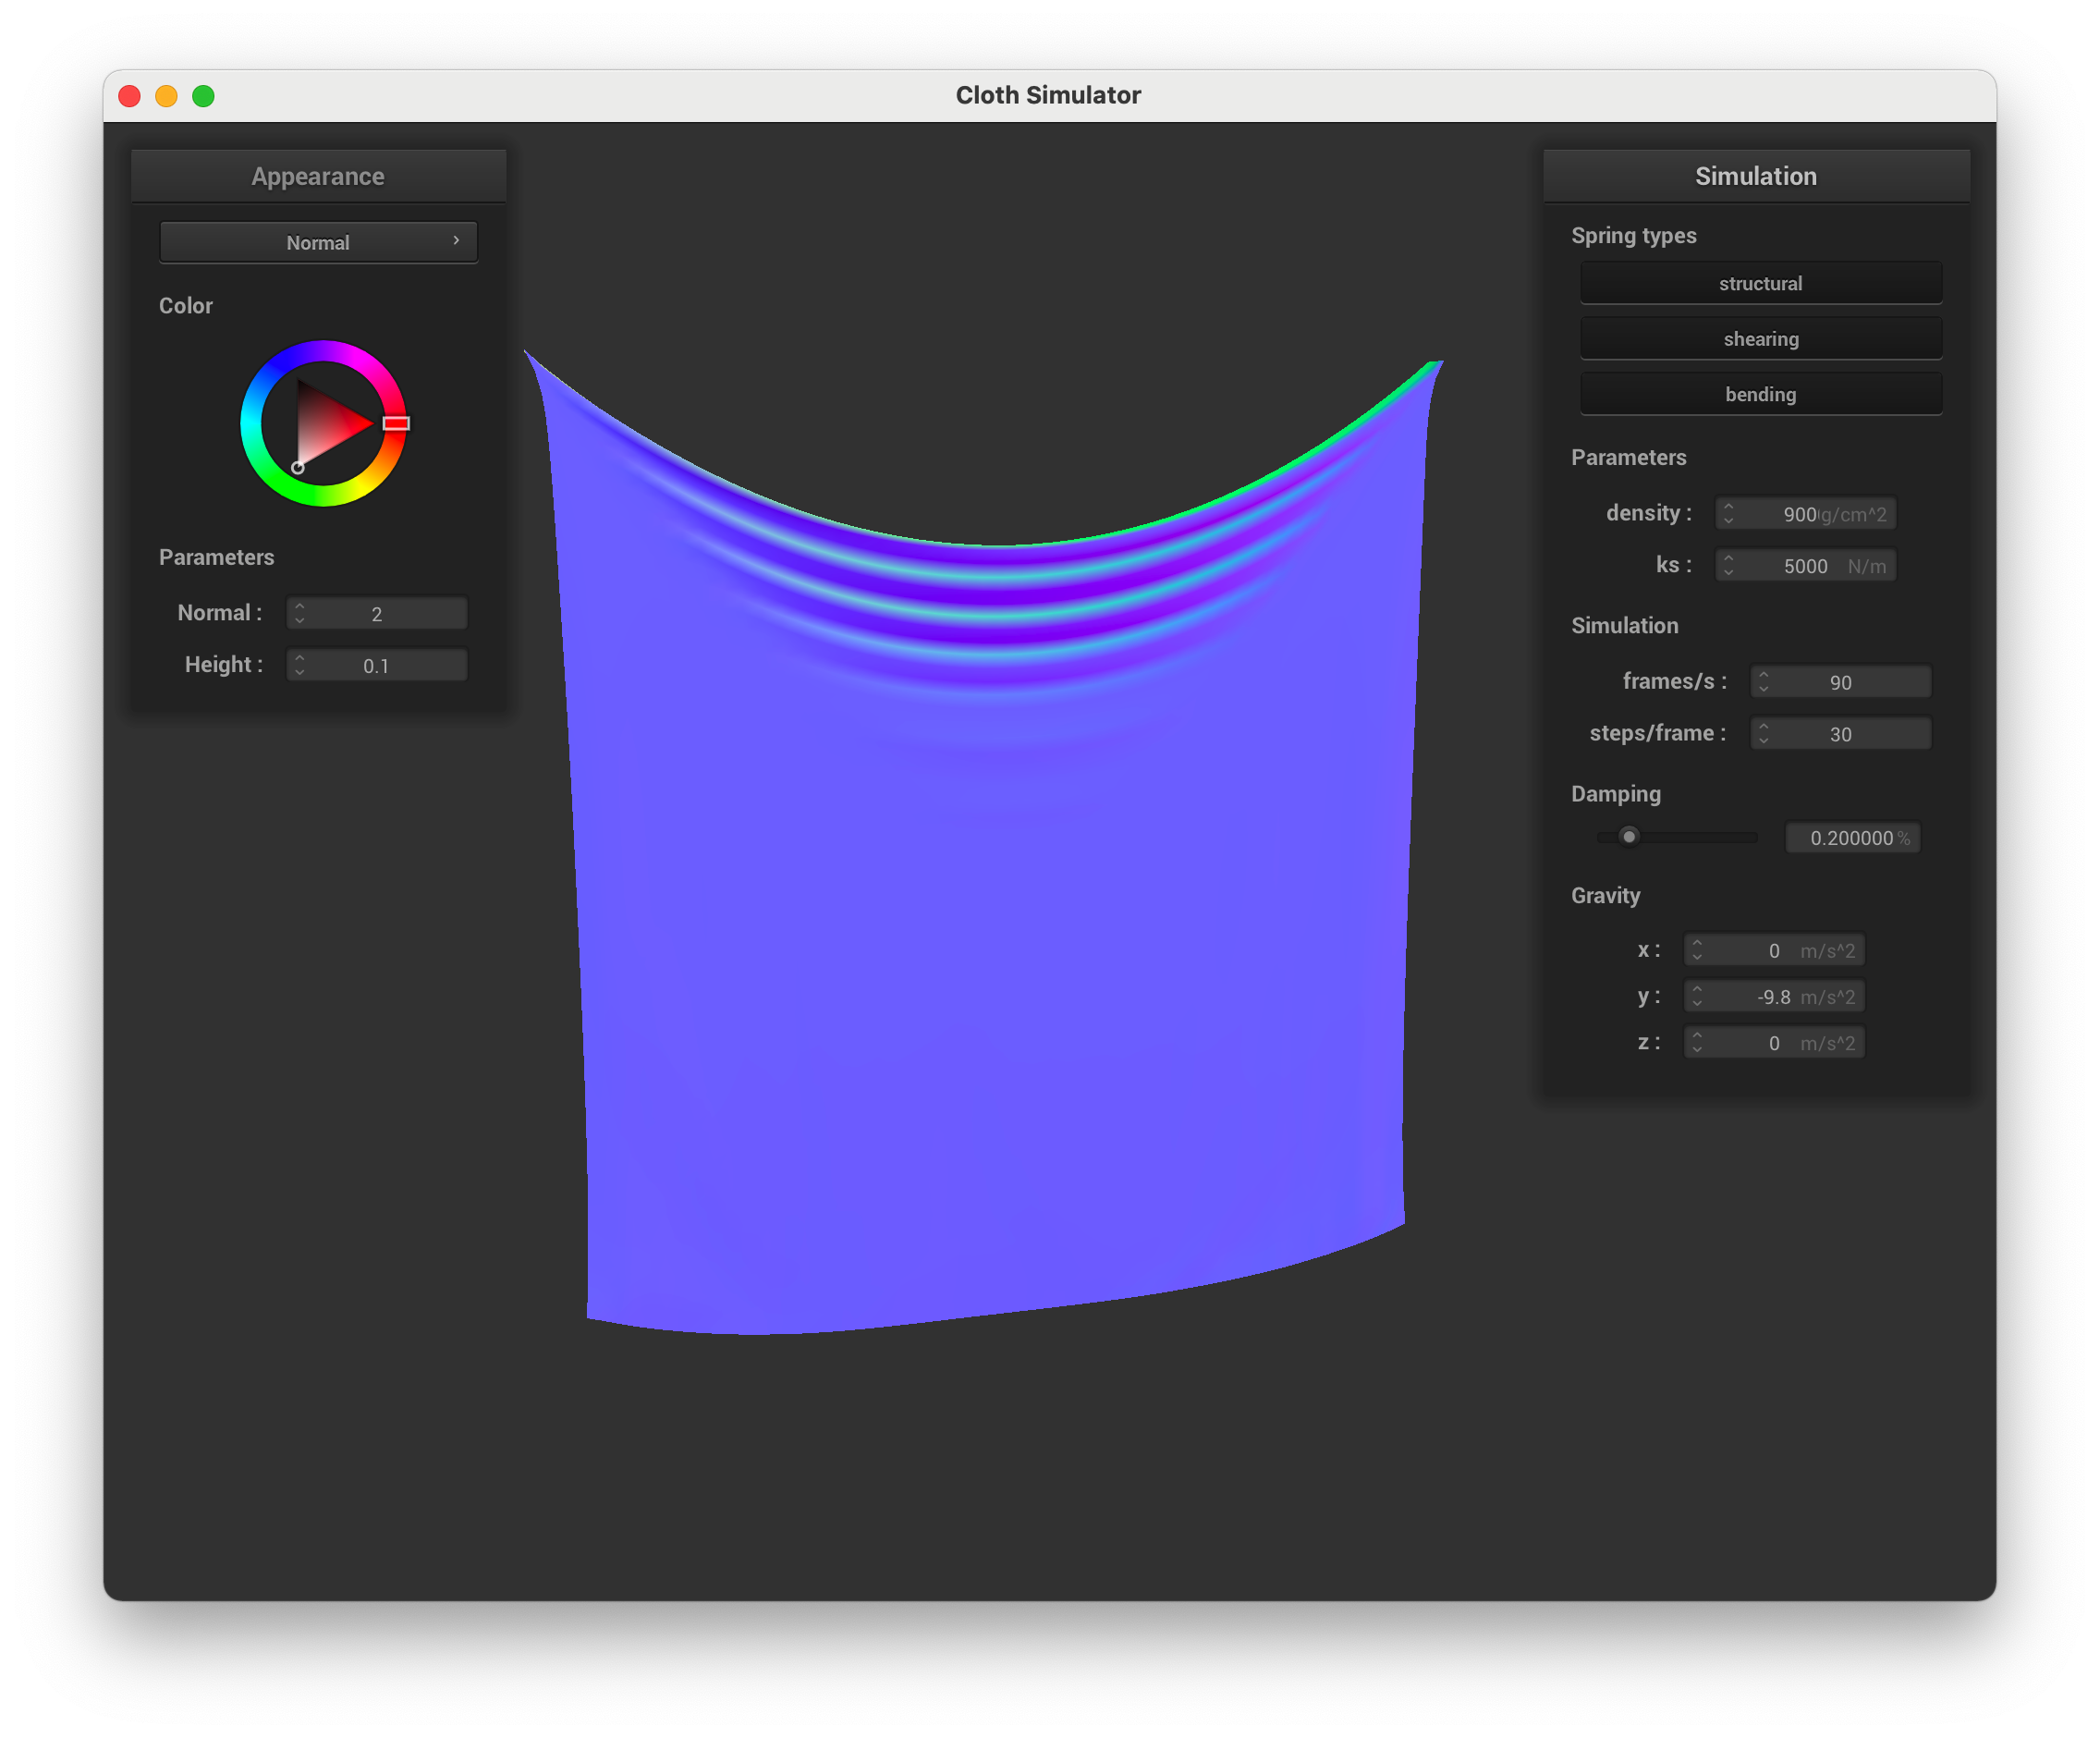 Cloth Simulator
Appearance
Normal
Color
Parameters
Normal : 2
Height : 0.1
Simulation
Spring types
structural
shearing
bending
Parameters
density : 900 g/cm^2
ks : 5000 N/m
Simulation
frames/s : 90
steps/frame : 30
Damping
0.200000 %
Gravity
x : 0 m/s^2
y : -9.8 m/s^2
z : 0 m/s^2